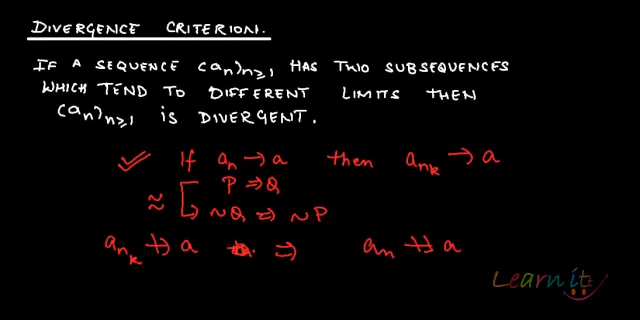 DIVERGENCE CRITERION.
IF A SEQUENCE (an)n≥1 HAS TWO SUBSEQUENCES
WHICH TEND TO DIFFERENT LIMITS THEN
(an)n≥1 IS DIVERGENT.
✓ If an → a then ank → a
≈ P ⇒ Q
~Q ⇒ ~P
ank ↛ a ⇒ an ↛ a
Learnit